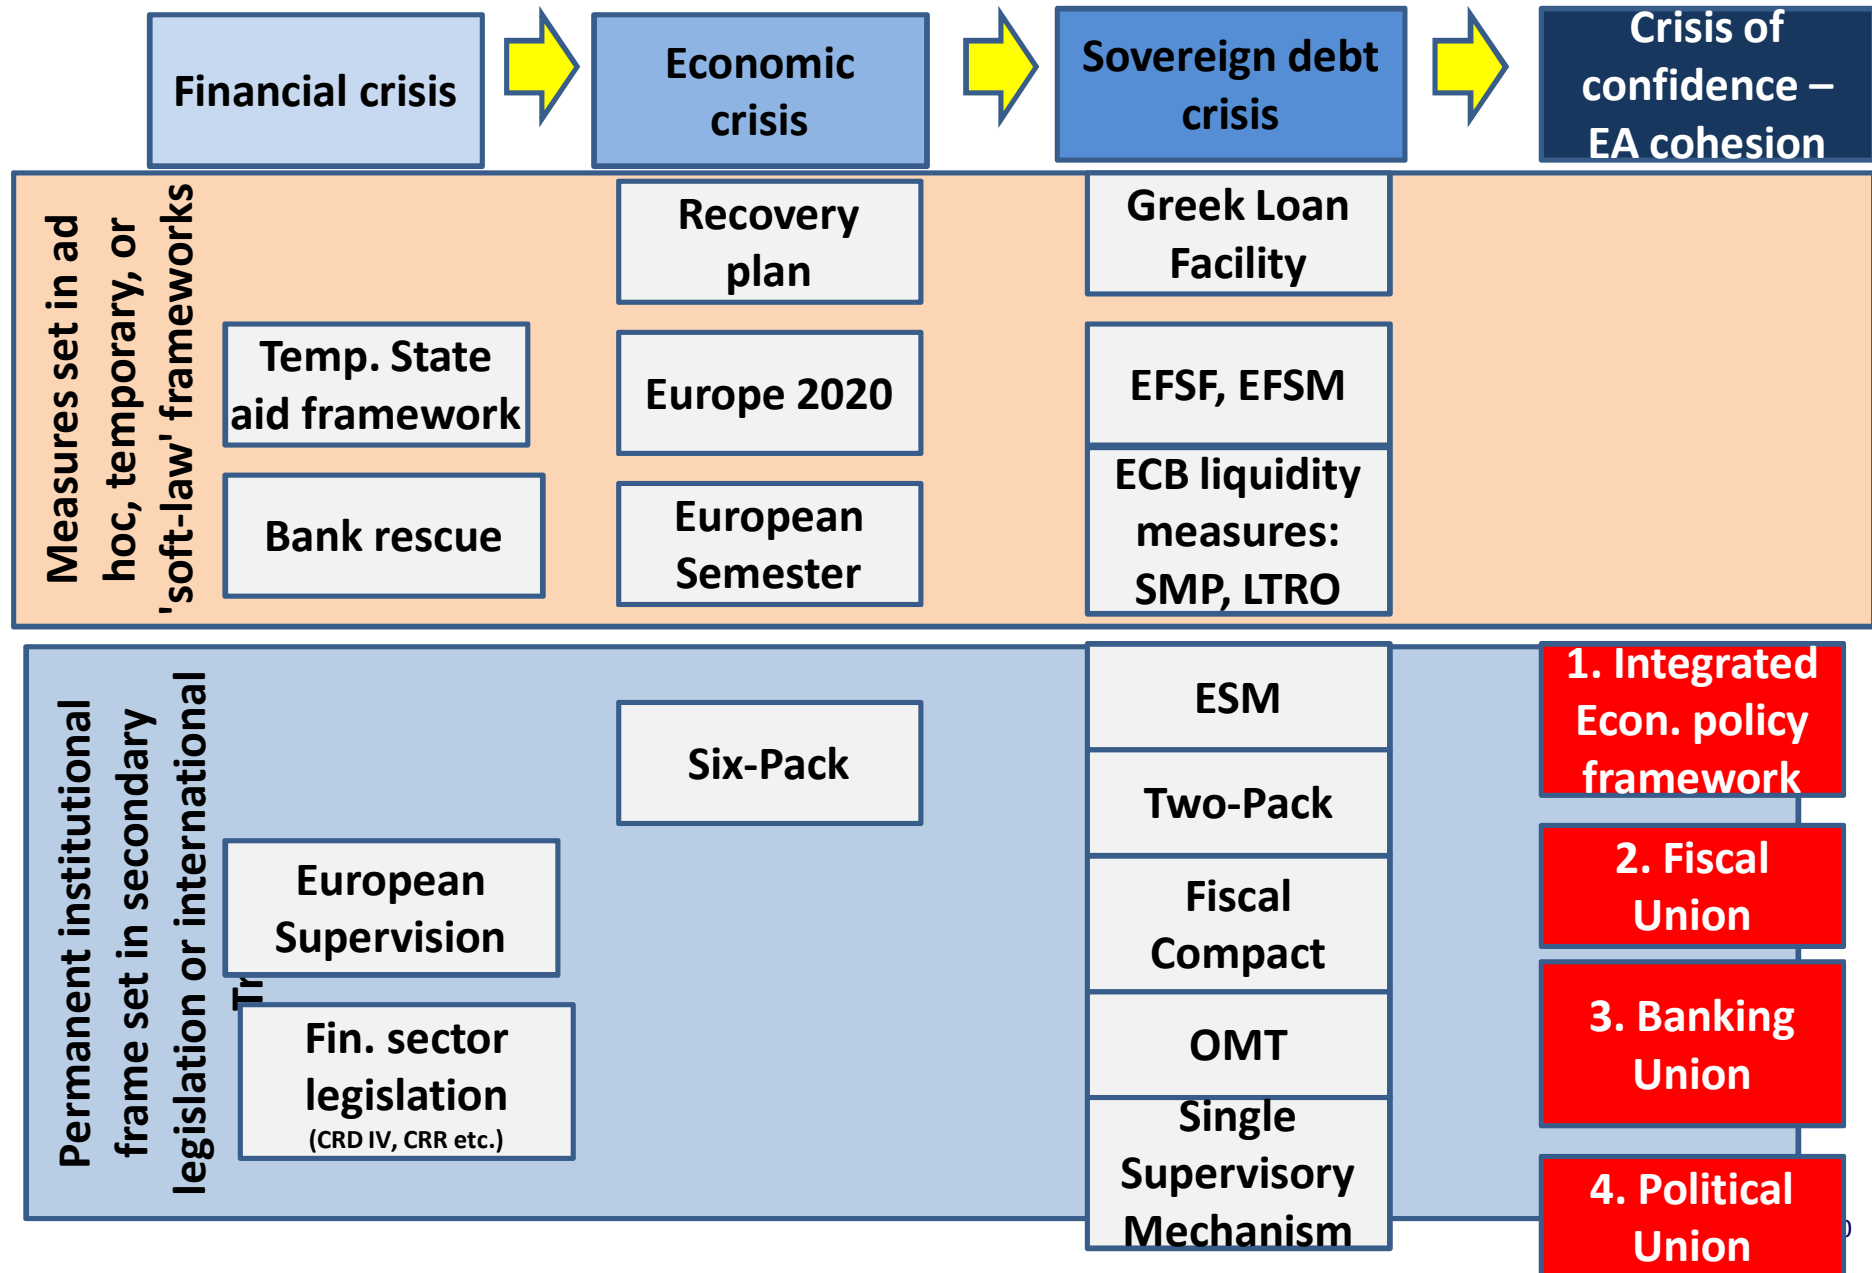 Financial crisis
Economic
crisis
Sovereign debt
crisis
Crisis of
confidence –
EA cohesion
Measures set in ad
hoc, temporary, or
'soft-law' frameworks
Temp. State
aid framework
Bank rescue
Recovery
plan
Europe 2020
European
Semester
Greek Loan
Facility
EFSF, EFSM
ECB liquidity
measures:
SMP, LTRO
Permanent institutional
frame set in secondary
legislation or international
Tr
European
Supervision
Fin. sector
legislation
(CRD IV, CRR etc.)
Six-Pack
ESM
Two-Pack
Fiscal
Compact
OMT
Single
Supervisory
Mechanism
1. Integrated
Econ. policy
framework
2. Fiscal
Union
3. Banking
Union
4. Political
Union